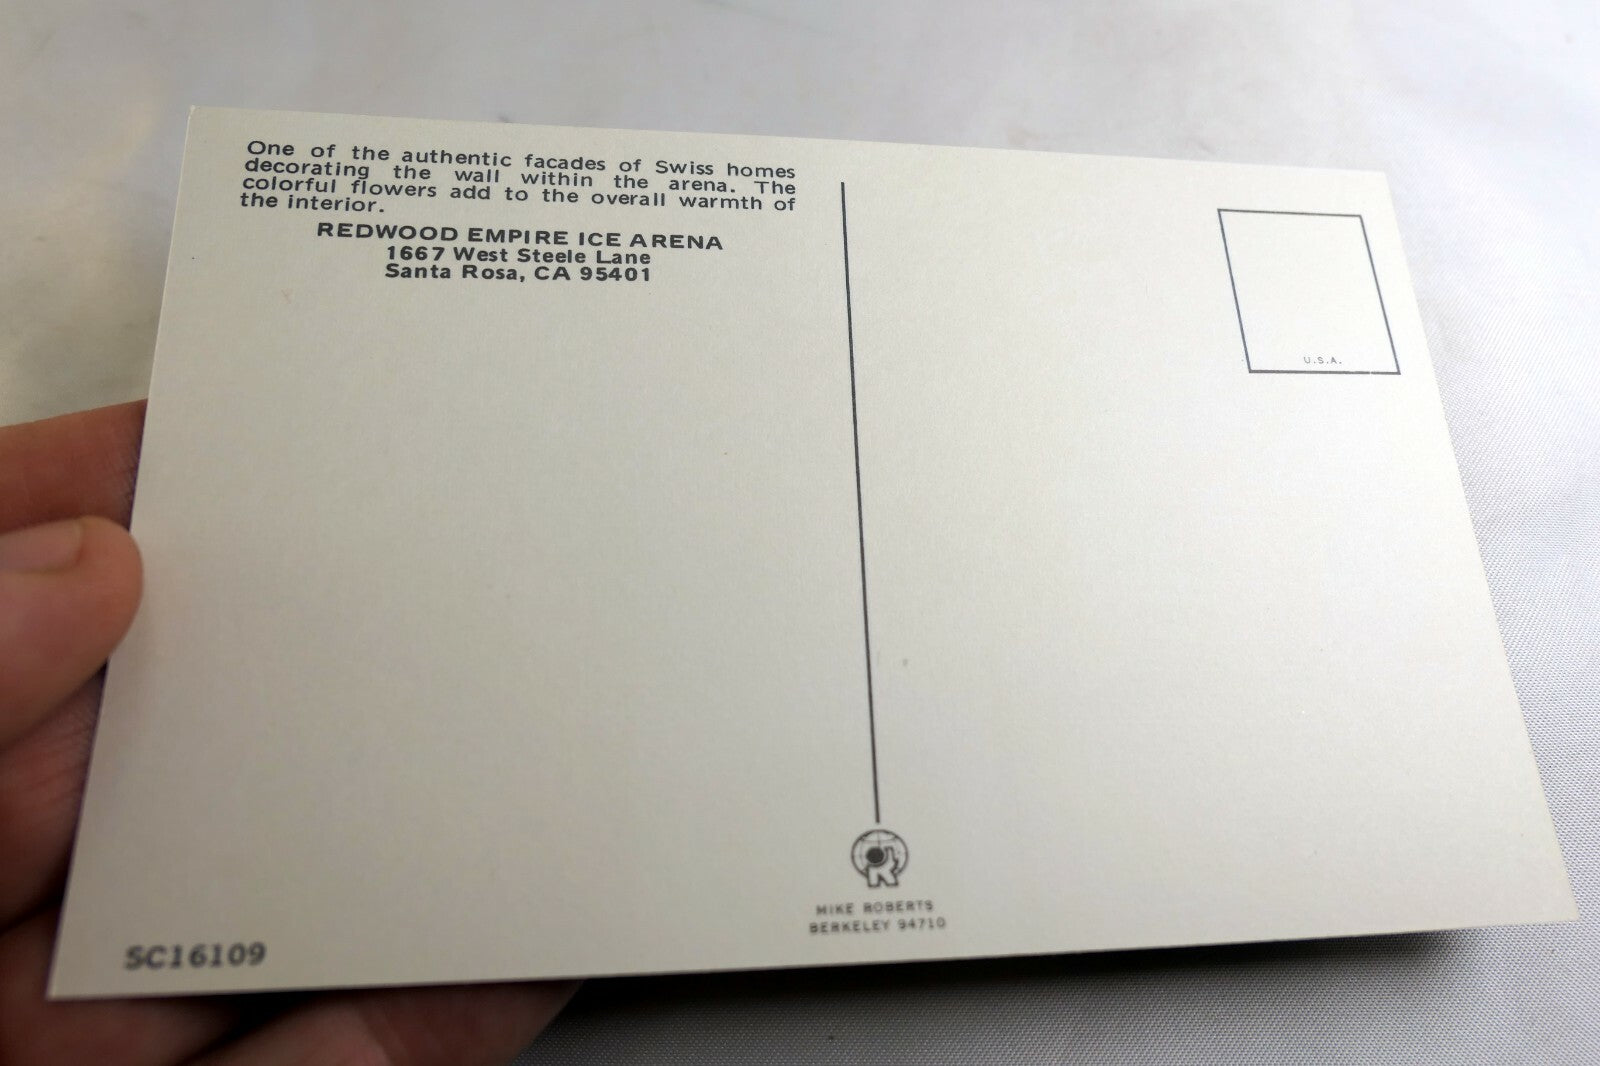 One of the authentic facades of Swiss homes
decorating the wall within the arena. The
colorful flowers add to the overall warmth of
the interior.
REDWOOD EMPIRE ICE ARENA
1667 West Steele Lane
Santa Rosa, CA 95401
U.S.A.
MIKE ROBERTS
BERKELEY 94710
SC16109